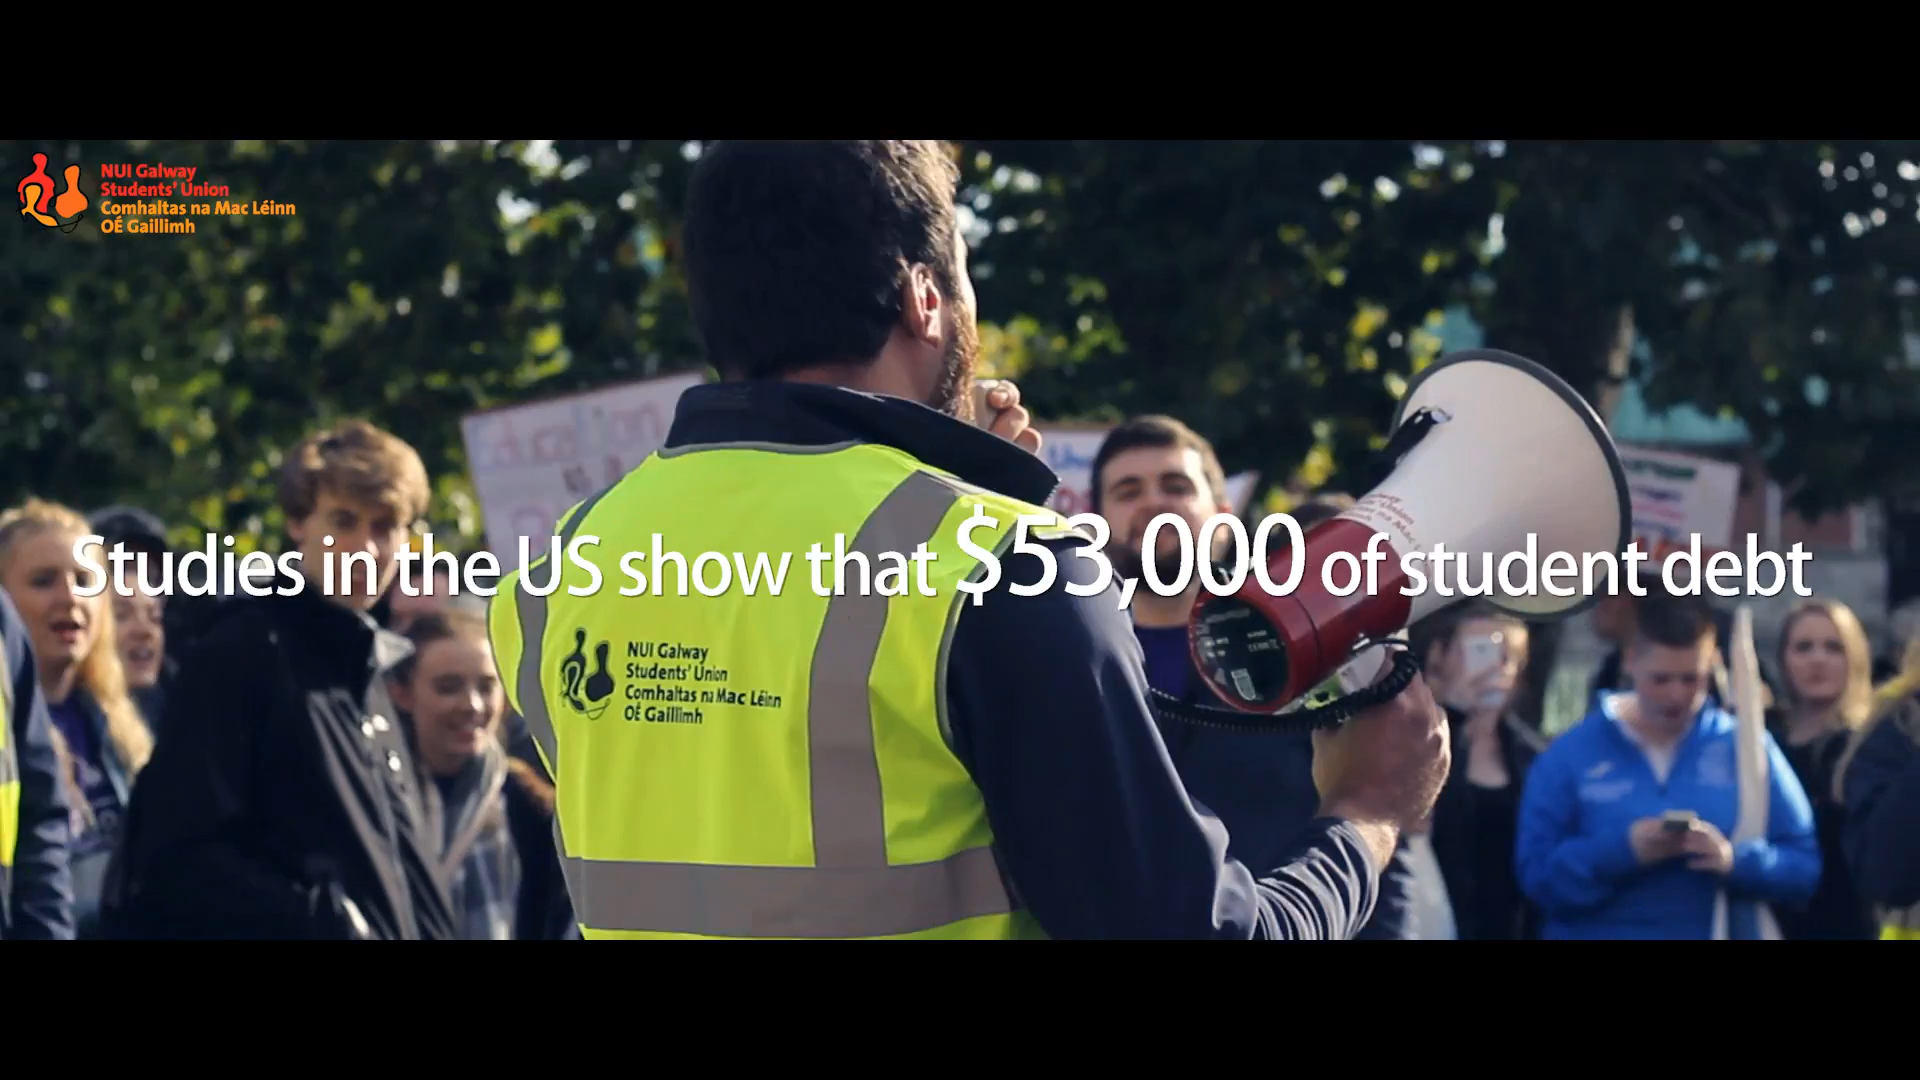 NUI Galway
Students' Union
Comhaltas na Mac Léinn
OÉ Gaillimh
Education
Studies in the US show that $53,000 of student debt
NUI Galway
Students' Union
Comhaltas na Mac Léinn
OÉ Gaillimh